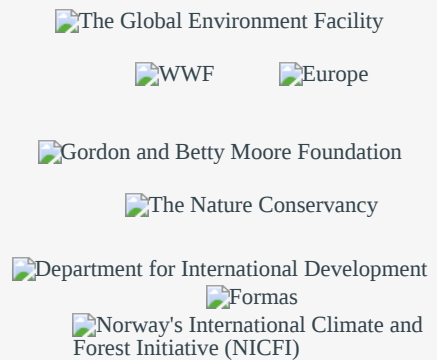 The Global Environment Facility
WWF Europe
Gordon and Betty Moore Foundation
The Nature Conservancy
Department for International Development
Formas
Norway's International Climate and
Forest Initiative (NICFI)